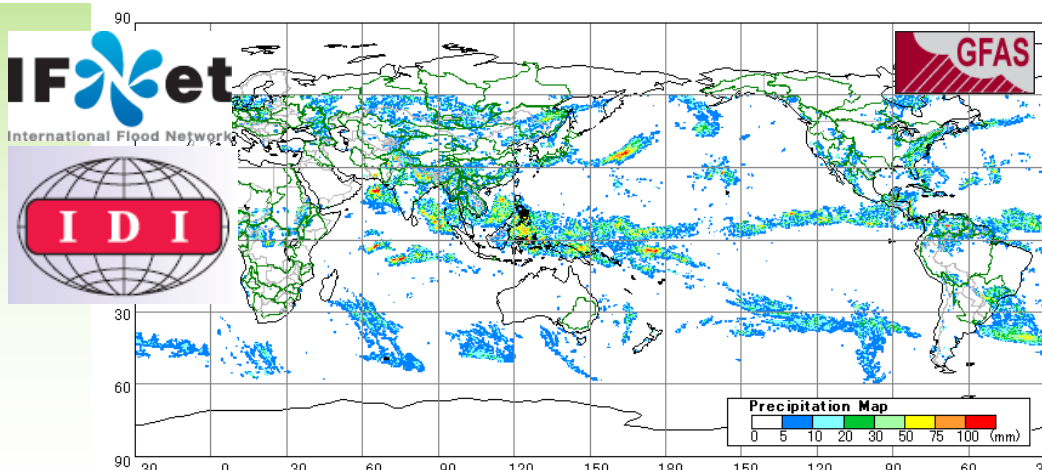 90
IFNet
International Flood Network
GFAS
IDI
30
60
90
Precipitation Map
0 5 10 20 30 50 75 100 (mm)
30 0 30 60 90 120 150 180 150 120 90 60 3